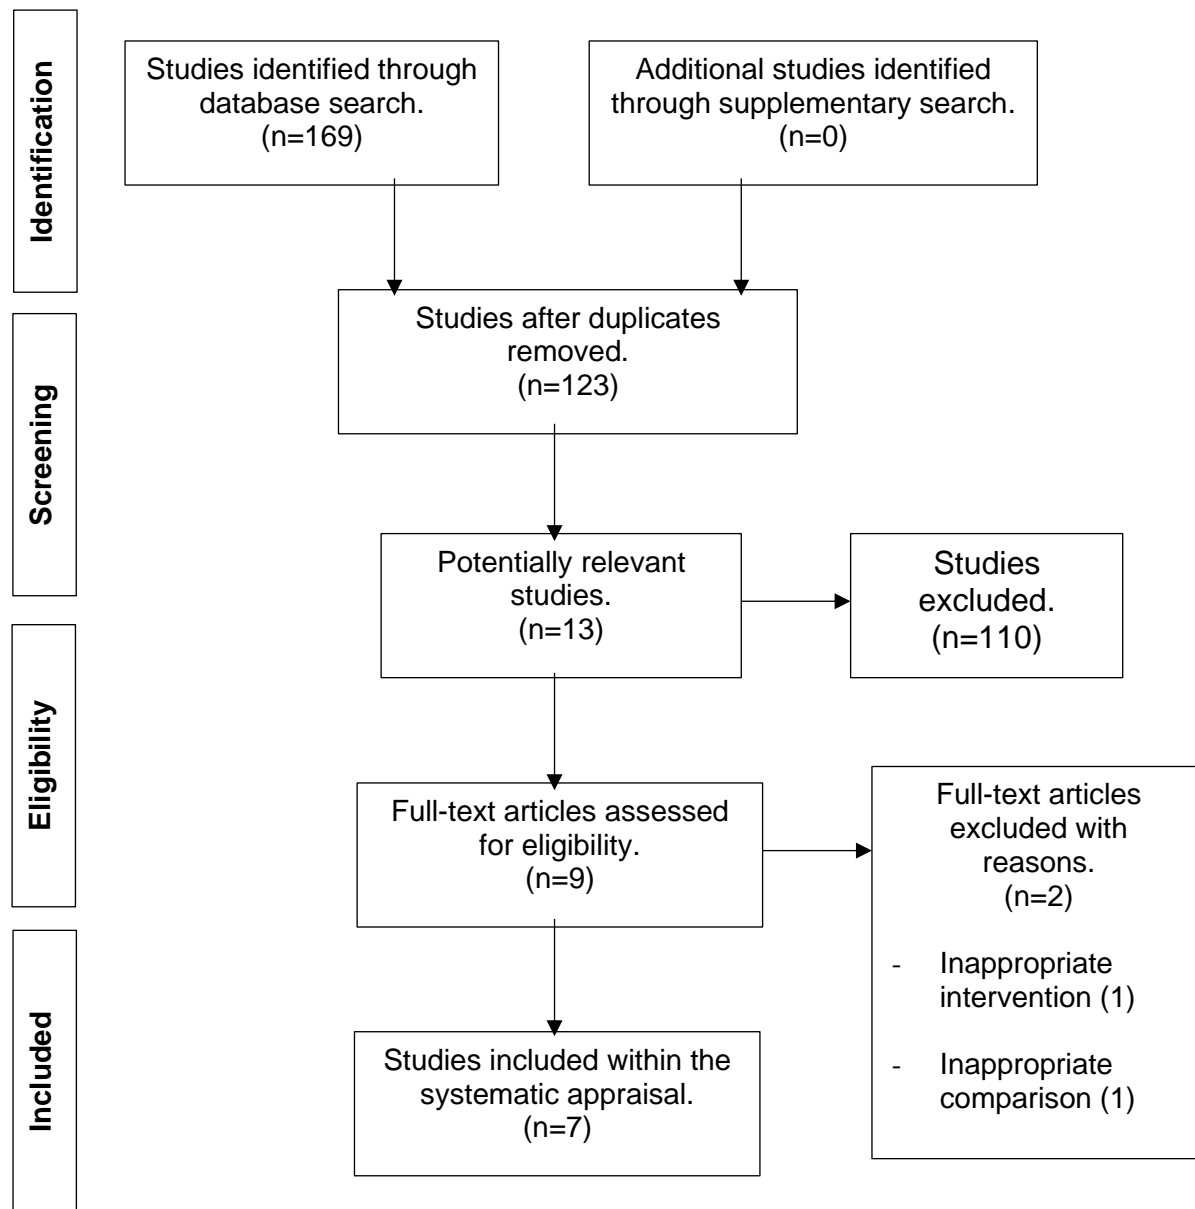 Identification
Studies identified through
database search.
(n=169)
Additional studies identified
through supplementary search.
(n=0)
Screening
Studies after duplicates
removed.
(n=123)
Potentially relevant
studies.
(n=13)
Studies
excluded.
(n=110)
Eligibility
Full-text articles assessed
for eligibility.
(n=9)
Full-text articles
excluded with
reasons.
(n=2)
- Inappropriate
intervention (1)
- Inappropriate
comparison (1)
Included
Studies included within the
systematic appraisal.
(n=7)